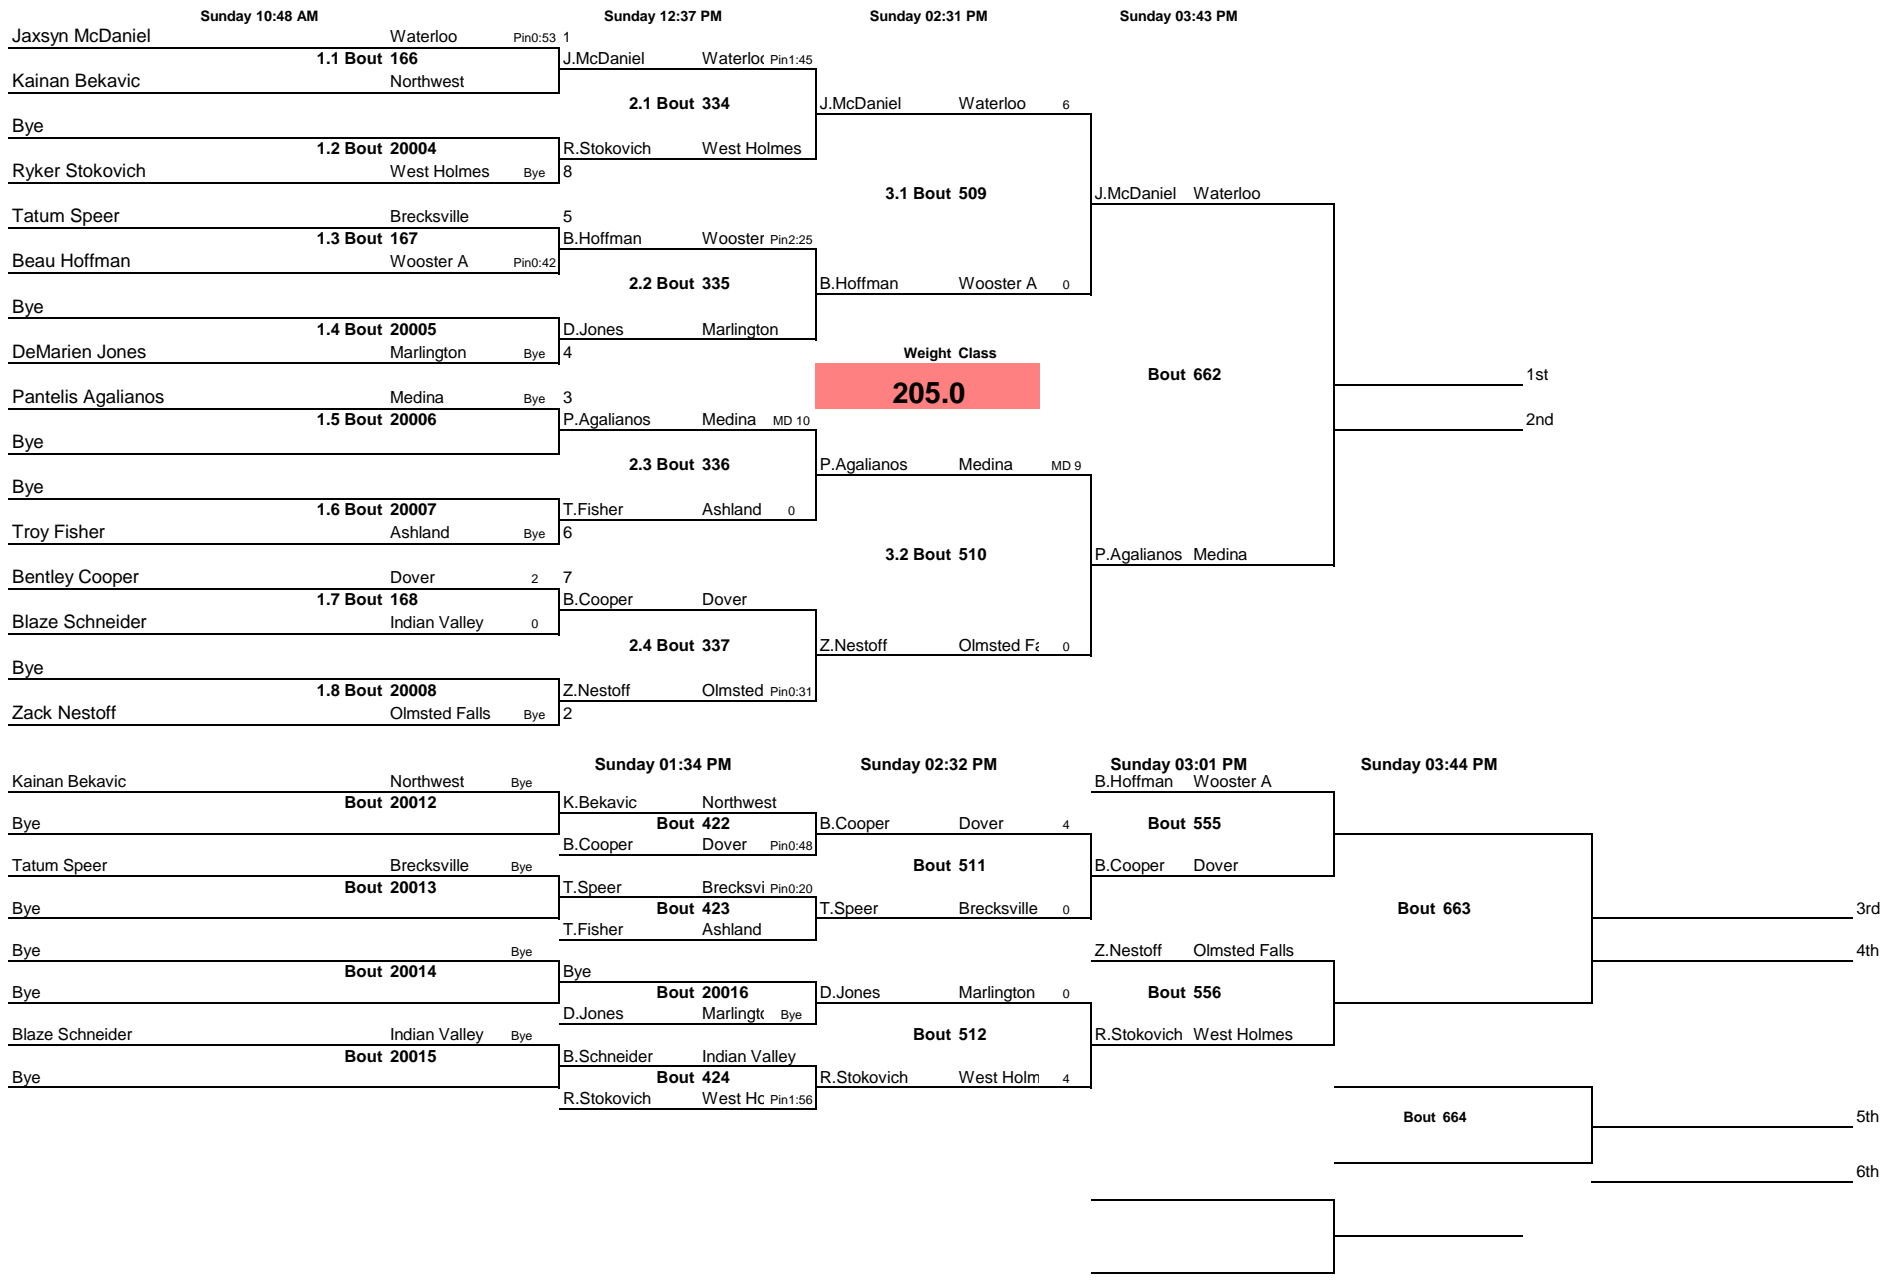 Sunday 10:48 AM Sunday 12:37 PM Sunday 02:31 PM Sunday 03:43 PM
Jaxsyn McDaniel Waterloo Pin0:53 1
1.1 Bout 166 J.McDaniel Waterloo Pin1:45
Kainan Bekavic Northwest
2.1 Bout 334 J.McDaniel Waterloo 6
Bye
1.2 Bout 20004 R.Stokovich West Holmes
Ryker Stokovich West Holmes Bye 8
3.1 Bout 509 J.McDaniel Waterloo
Tatum Speer Brecksville 5
1.3 Bout 167 B.Hoffman Wooster Pin2:25
Beau Hoffman Wooster A Pin0:42
2.2 Bout 335 B.Hoffman Wooster A 0
Bye
1.4 Bout 20005 D.Jones Marlington
DeMarien Jones Marlington Bye 4 Weight Class
Bout 662 1st
Pantelis Agalianos Medina Bye 3 205.0
1.5 Bout 20006 P.Agalianos Medina MD 10 2nd
Bye
2.3 Bout 336 P.Agalianos Medina MD 9
Bye
1.6 Bout 20007 T.Fisher Ashland 0
Troy Fisher Ashland Bye 6
3.2 Bout 510 P.Agalianos Medina
Bentley Cooper Dover 2 7
1.7 Bout 168 B.Cooper Dover
Blaze Schneider Indian Valley 0
2.4 Bout 337 Z.Nestoff Olmsted Fa 0
Bye
1.8 Bout 20008 Z.Nestoff Olmsted Pin0:31
Zack Nestoff Olmsted Falls Bye 2
Sunday 01:34 PM Sunday 02:32 PM Sunday 03:01 PM Sunday 03:44 PM
Kainan Bekavic Northwest Bye B.Hoffman Wooster A
Bout 20012 K.Bekavic Northwest
Bye Bout 422 B.Cooper Dover 4 Bout 555
B.Cooper Dover Pin0:48
Tatum Speer Brecksville Bye Bout 511 B.Cooper Dover
Bout 20013 T.Speer Brecksvi Pin0:20
Bye Bout 423 T.Speer Brecksville 0 Bout 663 3rd
T.Fisher Ashland
Bye Bye Z.Nestoff Olmsted Falls 4th
Bout 20014 Bye
Bye Bout 20016 D.Jones Marlington 0 Bout 556
D.Jones Marlingto Bye
Blaze Schneider Indian Valley Bye Bout 512 R.Stokovich West Holmes
Bout 20015 B.Schneider Indian Valley
Bye Bout 424 R.Stokovich West Holm 4
R.Stokovich West Ho Pin1:56
Bout 664 5th
6th